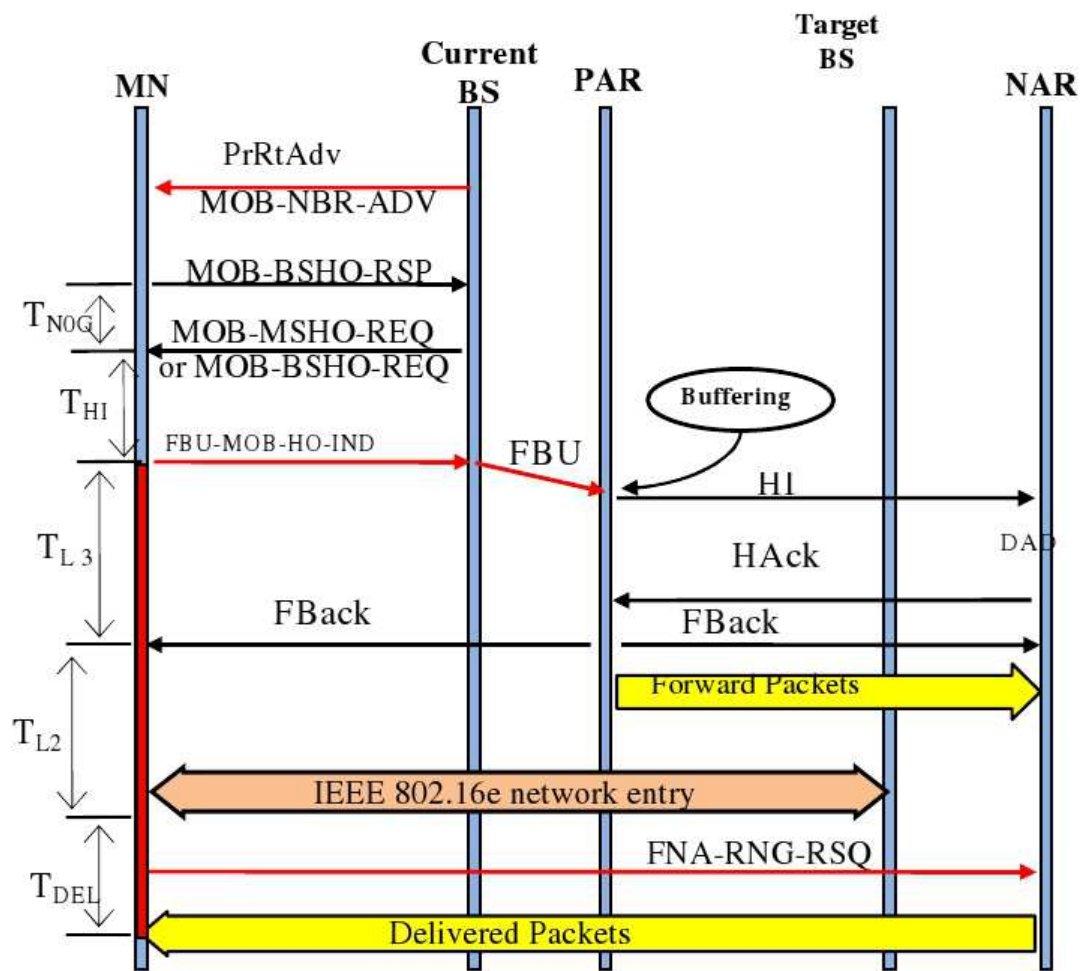 Target
BS
Current
BS
MN
PAR
NAR
PrRtAdv
MOB-NBR-ADV
MOB-BSHO-RSP
TN0G
MOB-MSHO-REQ
or MOB-BSHO-REQ
THI
Buffering
FBU-MOB-HO-IND
FBU
HI
TL 3
DAD
HAck
FBack
FBack
Forward Packets
TL2
IEEE 802.16e network entry
FNA-RNG-RSQ
TDEL
Delivered Packets